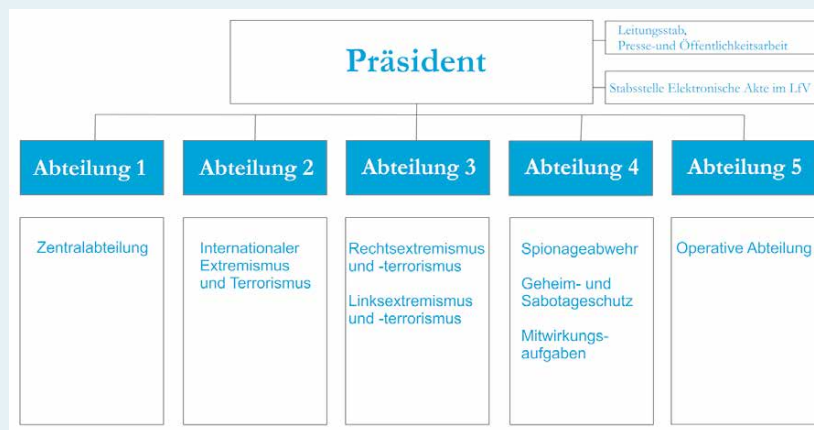 Präsident
Leitungsstab,
Presse-und Öffentlichkeitsarbeit
Stabsstelle Elektronische Akte im LfV
Abteilung 1
Abteilung 2
Abteilung 3
Abteilung 4
Abteilung 5
Zentralabteilung
Internationaler
Extremismus
und Terrorismus
Rechtsextremismus
und -terrorismus
Linksextremismus
und -terrorismus
Spionageabwehr
Geheim- und
Sabotageschutz
Mitwirkungs-
aufgaben
Operative Abteilung